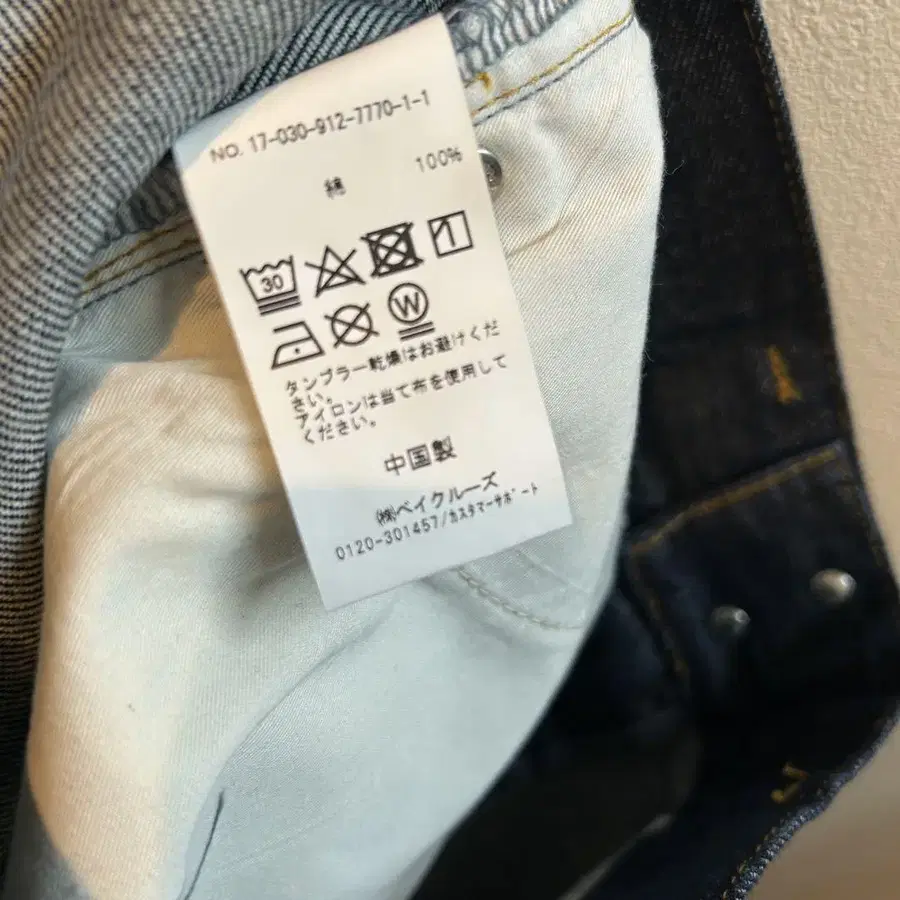 NO. 17-030-912-7770-1-1
綿 100%
30
W
タンブラー乾燥はお避けくだ
さい。
アイロンは当て布を使用して
ください。
中国製
㈱ベイクルーズ
0120-301457/カスタマーサポート